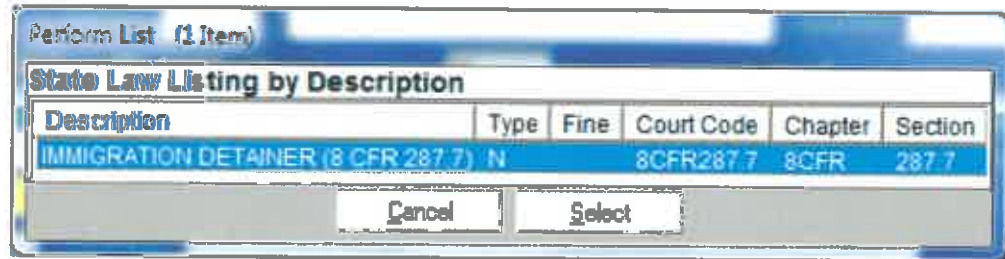 Perform List (1 Item)
State Law Listing by Description
Description Type Fine Court Code Chapter Section
IMMIGRATION DETAINER (8 CFR 287 7) N 8CFR287 7 8CFR 287 7
Cancel Select